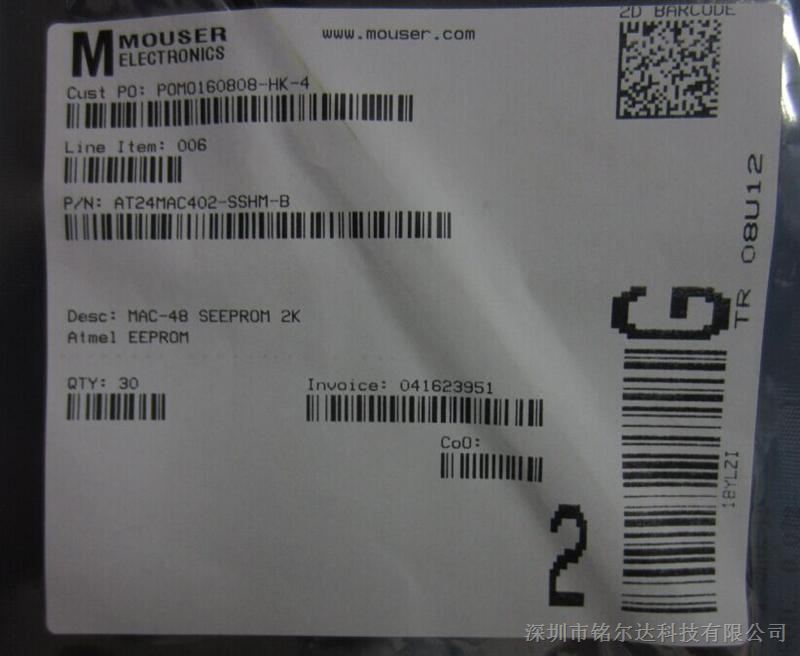 2D BARCODE
MOUSER
ELECTRONICS
www.mouser.com
Cust PO: POM0160808-HK-4
Line Item: 006
P/N: AT24MAC402-SSHM-B
Desc: MAC-48 SEEPROM 2K
Atmel EEPROM
QTY: 30
Invoice: 041623951
CoO:
2
G
TR 08U12
18YLZI
深圳市铭尔达科技有限公司